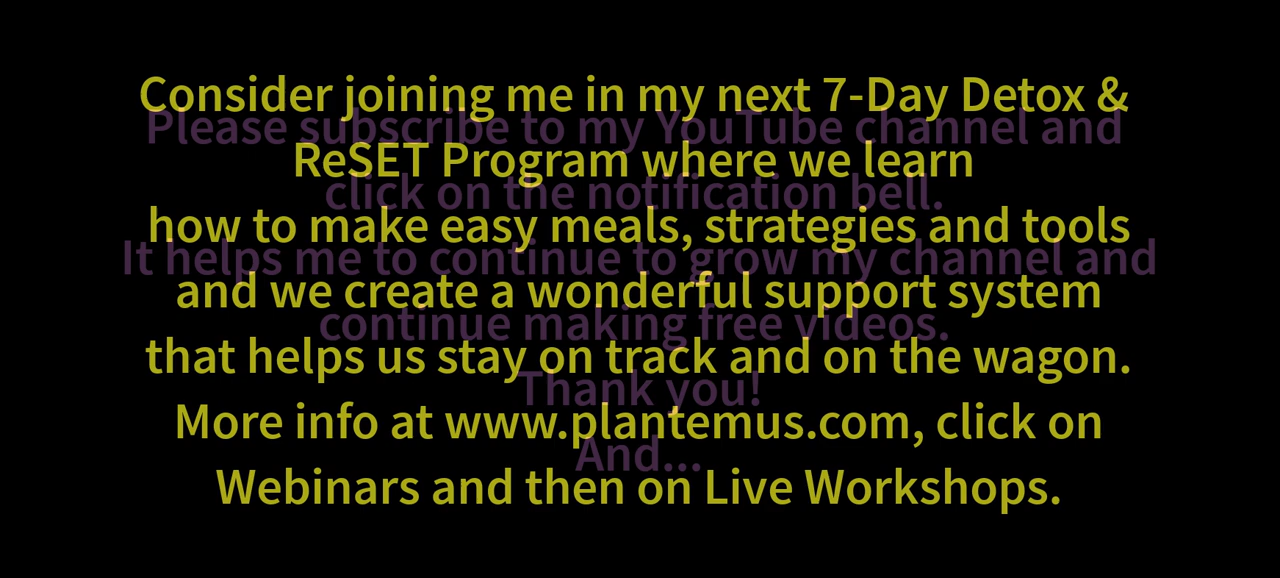 Consider joining me in my next 7-Day Detox &
ReSET Program where we learn
how to make easy meals, strategies and tools
and we create a wonderful support system
that helps us stay on track and on the wagon.
More info at www.plantemus.com, click on
Webinars and then on Live Workshops.
Please subscribe to my YouTube channel and
click on the notification bell.
It helps me to continue to grow my channel and
continue making free videos.
Thank you!
And...